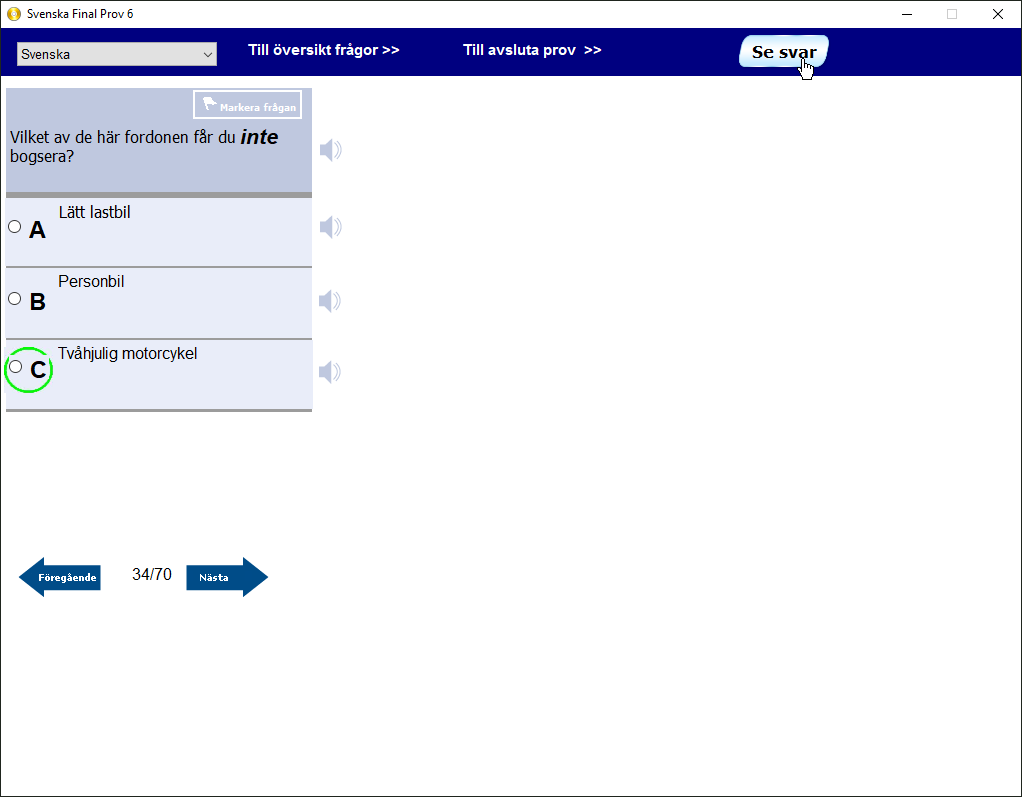 Svenska Final Prov 6
Svenska
Till översikt frågor >>
Till avsluta prov >>
Se svar
Markera frågan
Vilket av de här fordonen får du inte
bogsera?
A
Lätt lastbil
B
Personbil
C
Tvåhjulig motorcykel
Föregående
34/70
Nästa